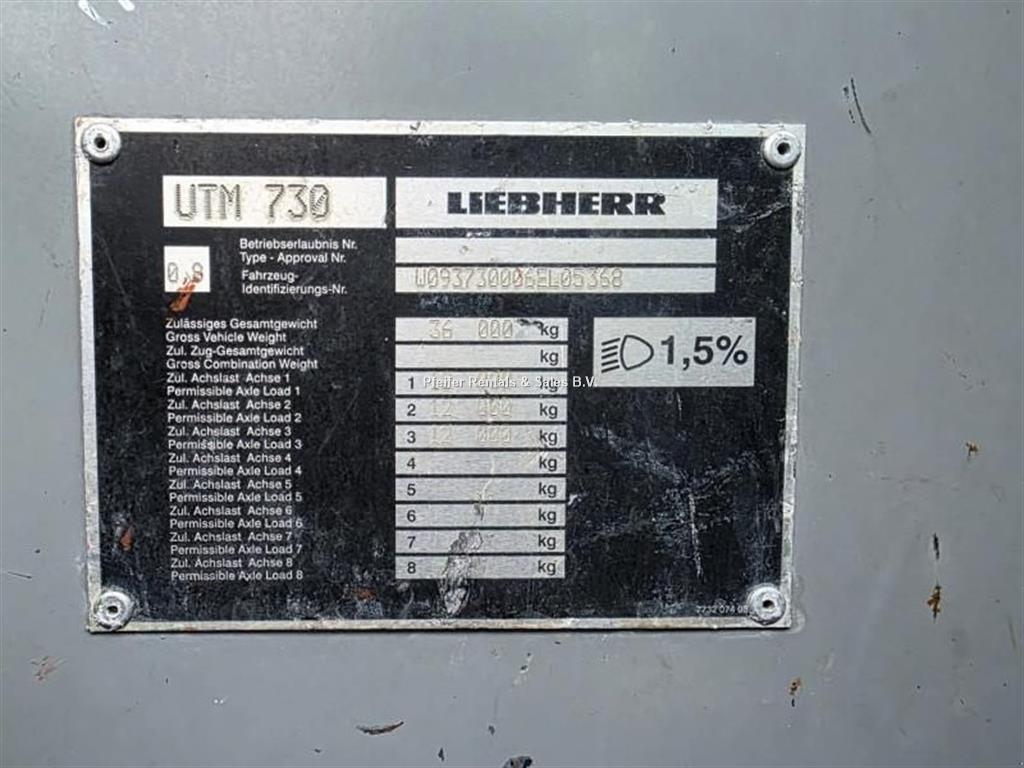 UTM 730 LIEBHERR
Betriebserlaubnis Nr.
Type - Approval Nr.
0,8
Fahrzeug-
Identifizierungs-Nr. W093730006EL05368
Zulässiges Gesamtgewicht
Gross Vehicle Weight
36 000 kg
Zul. Zug-Gesamtgewicht
Gross Combination Weight
kg
1,5%
Zul. Achslast Achse 1
Permissible Axle Load 1
1 kg
Pfeifer Rentals & Sales B.V.
Zul. Achslast Achse 2
Permissible Axle Load 2
2 12 000 kg
Zul. Achslast Achse 3
Permissible Axle Load 3
3 12 000 kg
Zul. Achslast Achse 4
Permissible Axle Load 4
4 kg
Zul. Achslast Achse 5
Permissible Axle Load 5
5 kg
Zul. Achslast Achse 6
Permissible Axle Load 6
6 kg
Zul. Achslast Achse 7
Permissible Axle Load 7
7 kg
Zul. Achslast Achse 8
Permissible Axle Load 8
8 kg